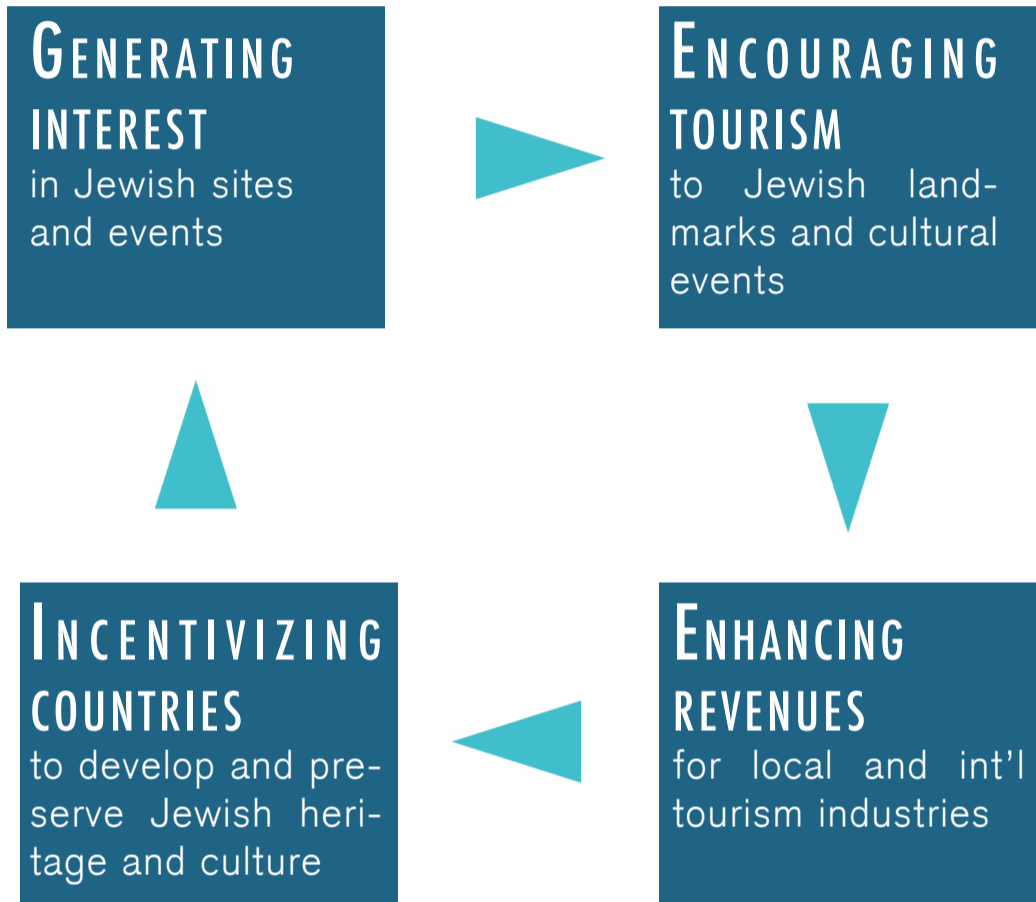 GENERATING
INTEREST
in Jewish sites
and events
ENCOURAGING
TOURISM
to Jewish land-
marks and cultural
events
ENHANCING
REVENUES
for local and int'l
tourism industries
INCENTIVIZING
COUNTRIES
to develop and pre-
serve Jewish heri-
tage and culture